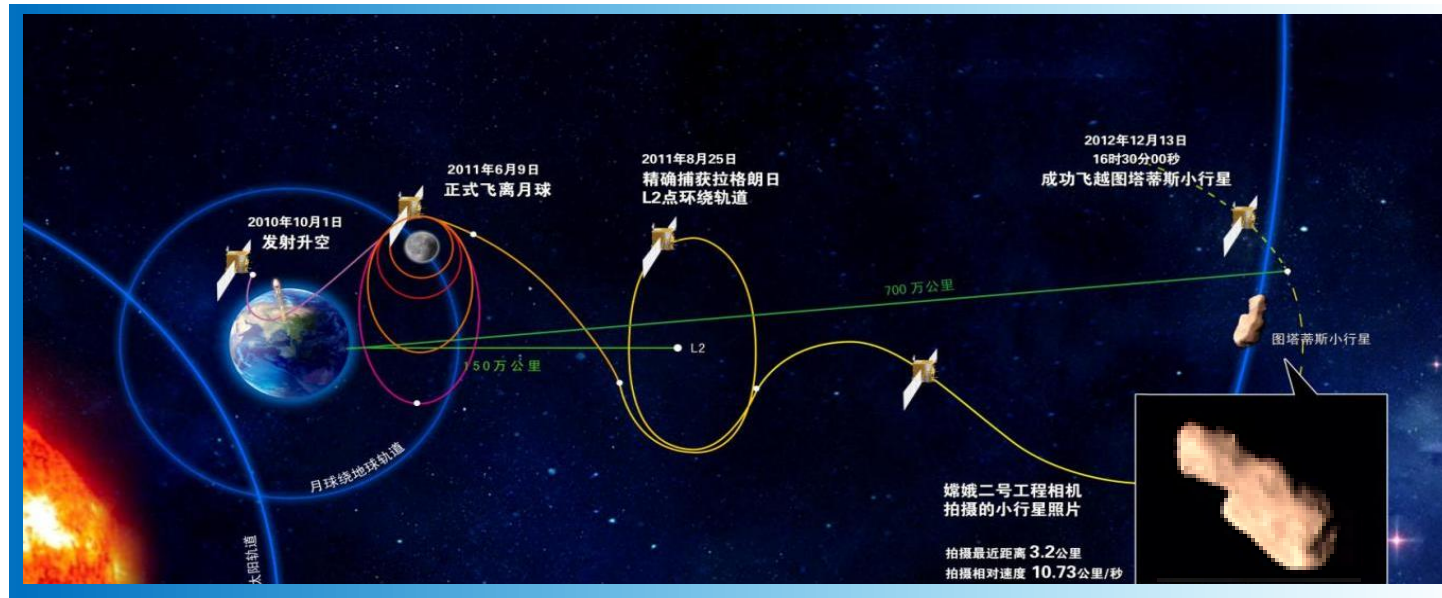 2010年10月1日
发射升空
2011年6月9日
正式飞离月球
2011年8月25日
精确捕获拉格朗日
L2点环绕轨道
2012年12月13日
16时30分00秒
成功飞越图塔蒂斯小行星
700万公里
150万公里
L2
图塔蒂斯小行星
月球绕地球轨道
太阳轨道
嫦娥二号工程相机
拍摄的小行星照片
拍摄最近距离 3.2公里
拍摄相对速度 10.73公里/秒